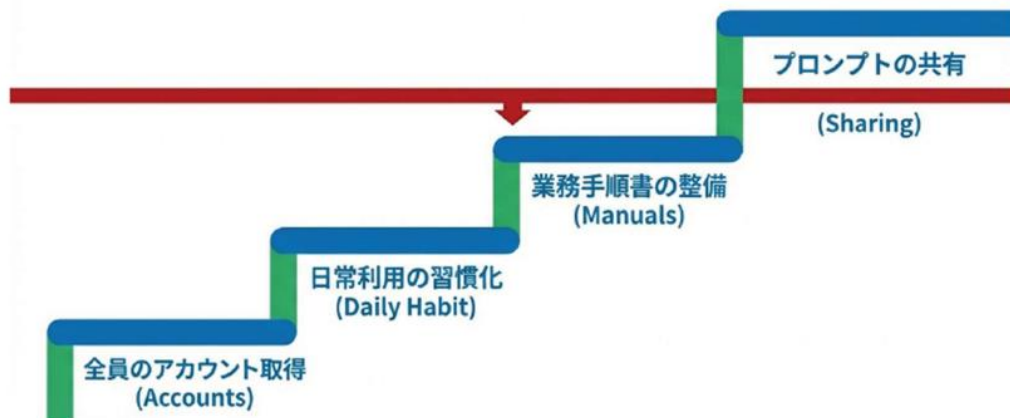 プロンプトの共有
(Sharing)
業務手順書の整備
(Manuals)
日常利用の習慣化
(Daily Habit)
全員のアカウント取得
(Accounts)